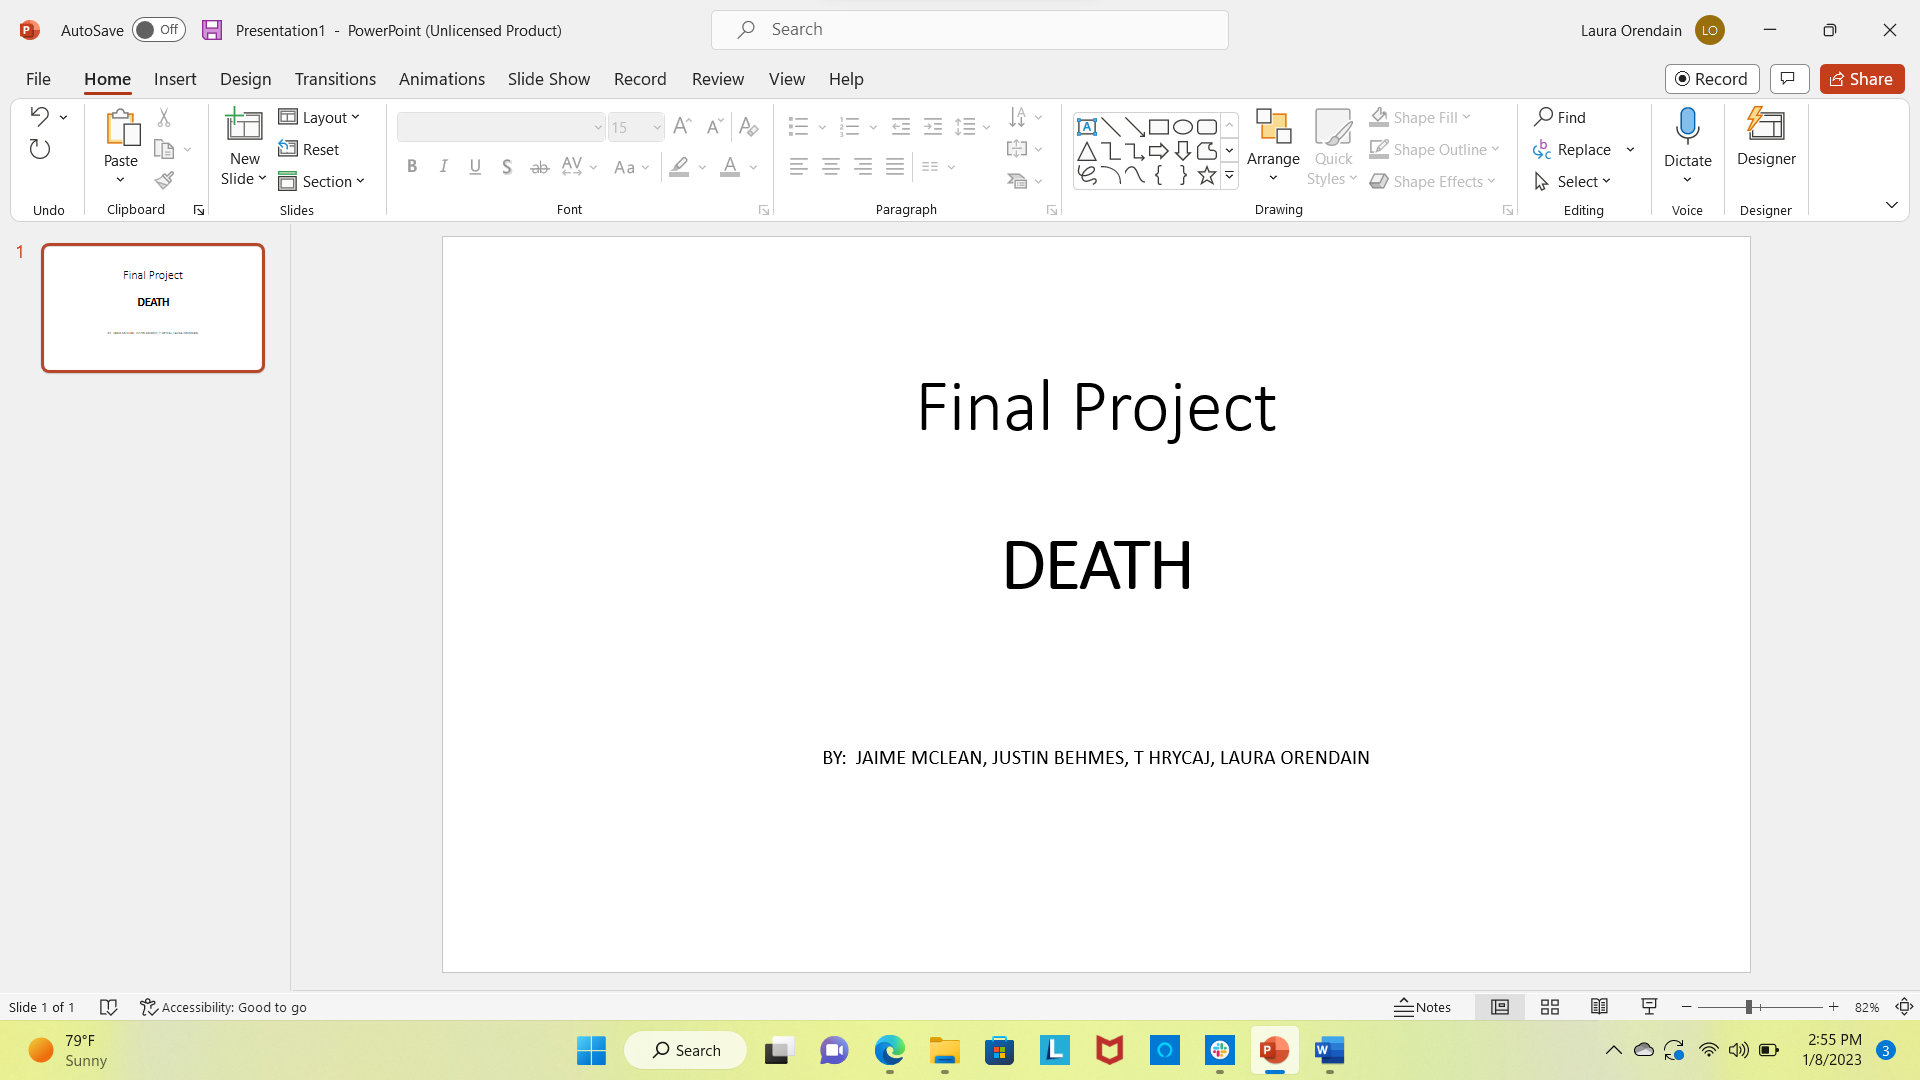 AutoSave Off Presentation1 - PowerPoint (Unlicensed Product) Search Laura Orendain LO
File Home Insert Design Transitions Animations Slide Show Record Review View Help Record Share
Paste
New Slide
Layout
Reset
Section
15
Arrange
Quick Styles
Shape Fill
Shape Outline
Shape Effects
Find
Replace
Select
Dictate
Designer
Undo Clipboard Slides Font Paragraph Drawing Editing Voice Designer
1
Final Project
DEATH
Final Project
DEATH
BY: JAIME MCLEAN, JUSTIN BEHMES, T HRYCAJ, LAURA ORENDAIN
Slide 1 of 1 Accessibility: Good to go Notes 82%
79°F
Sunny
Search
2:55 PM
1/8/2023
3